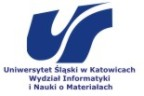 Uniwersytet Śląski w Katowicach
Wydział Informatyki
i Nauki o Materiałach